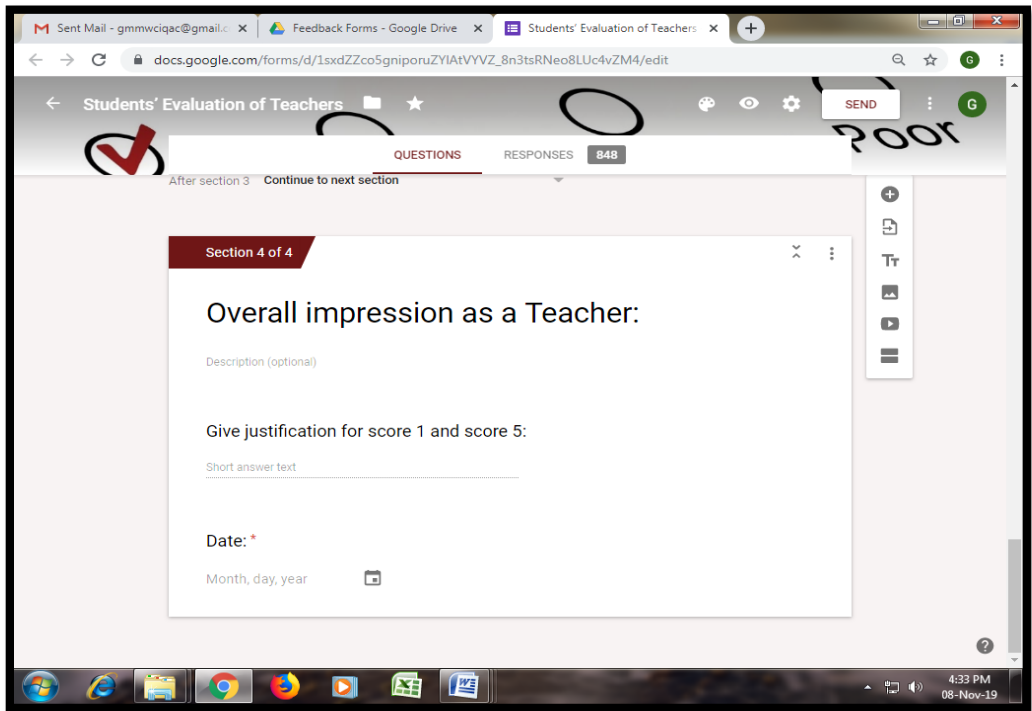 Sent Mail - gmmwciqac@gmail.c
Feedback Forms - Google Drive
Students' Evaluation of Teachers
docs.google.com/forms/d/1sxdZZco5gniporuZYlAtVYVZ_8n3tsRNeo8LUc4vZM4/edit
G
Students' Evaluation of Teachers
SEND
G
Poor
QUESTIONS
RESPONSES 848
After section 3 Continue to next section
Section 4 of 4
Tт
Overall impression as a Teacher:
Description (optional)
Give justification for score 1 and score 5:
Short answer text
Date: *
Month, day, year
4:33 PM
08-Nov-19